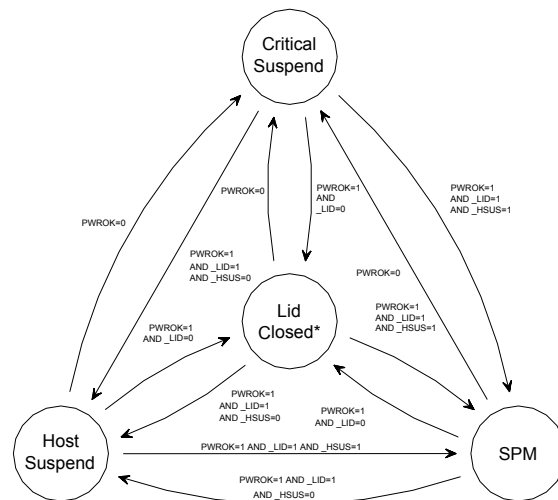 Critical
Suspend
PWROK=0
PWROK=0
PWROK=1
AND
_LID=0
PWROK=1
AND _LID=1
AND _HSUS=1
PWROK=1
AND _LID=1
AND _HSUS=0
PWROK=0
Lid
Closed*
PWROK=1
AND _LID=0
PWROK=1
AND _LID=1
AND _HSUS=1
PWROK=1
AND _LID=1
AND _HSUS=0
PWROK=1
AND _LID=0
Host
Suspend
PWROK=1 AND _LID=1 AND _HSUS=1
SPM
PWROK=1 AND _LID=1
AND _HSUS=0